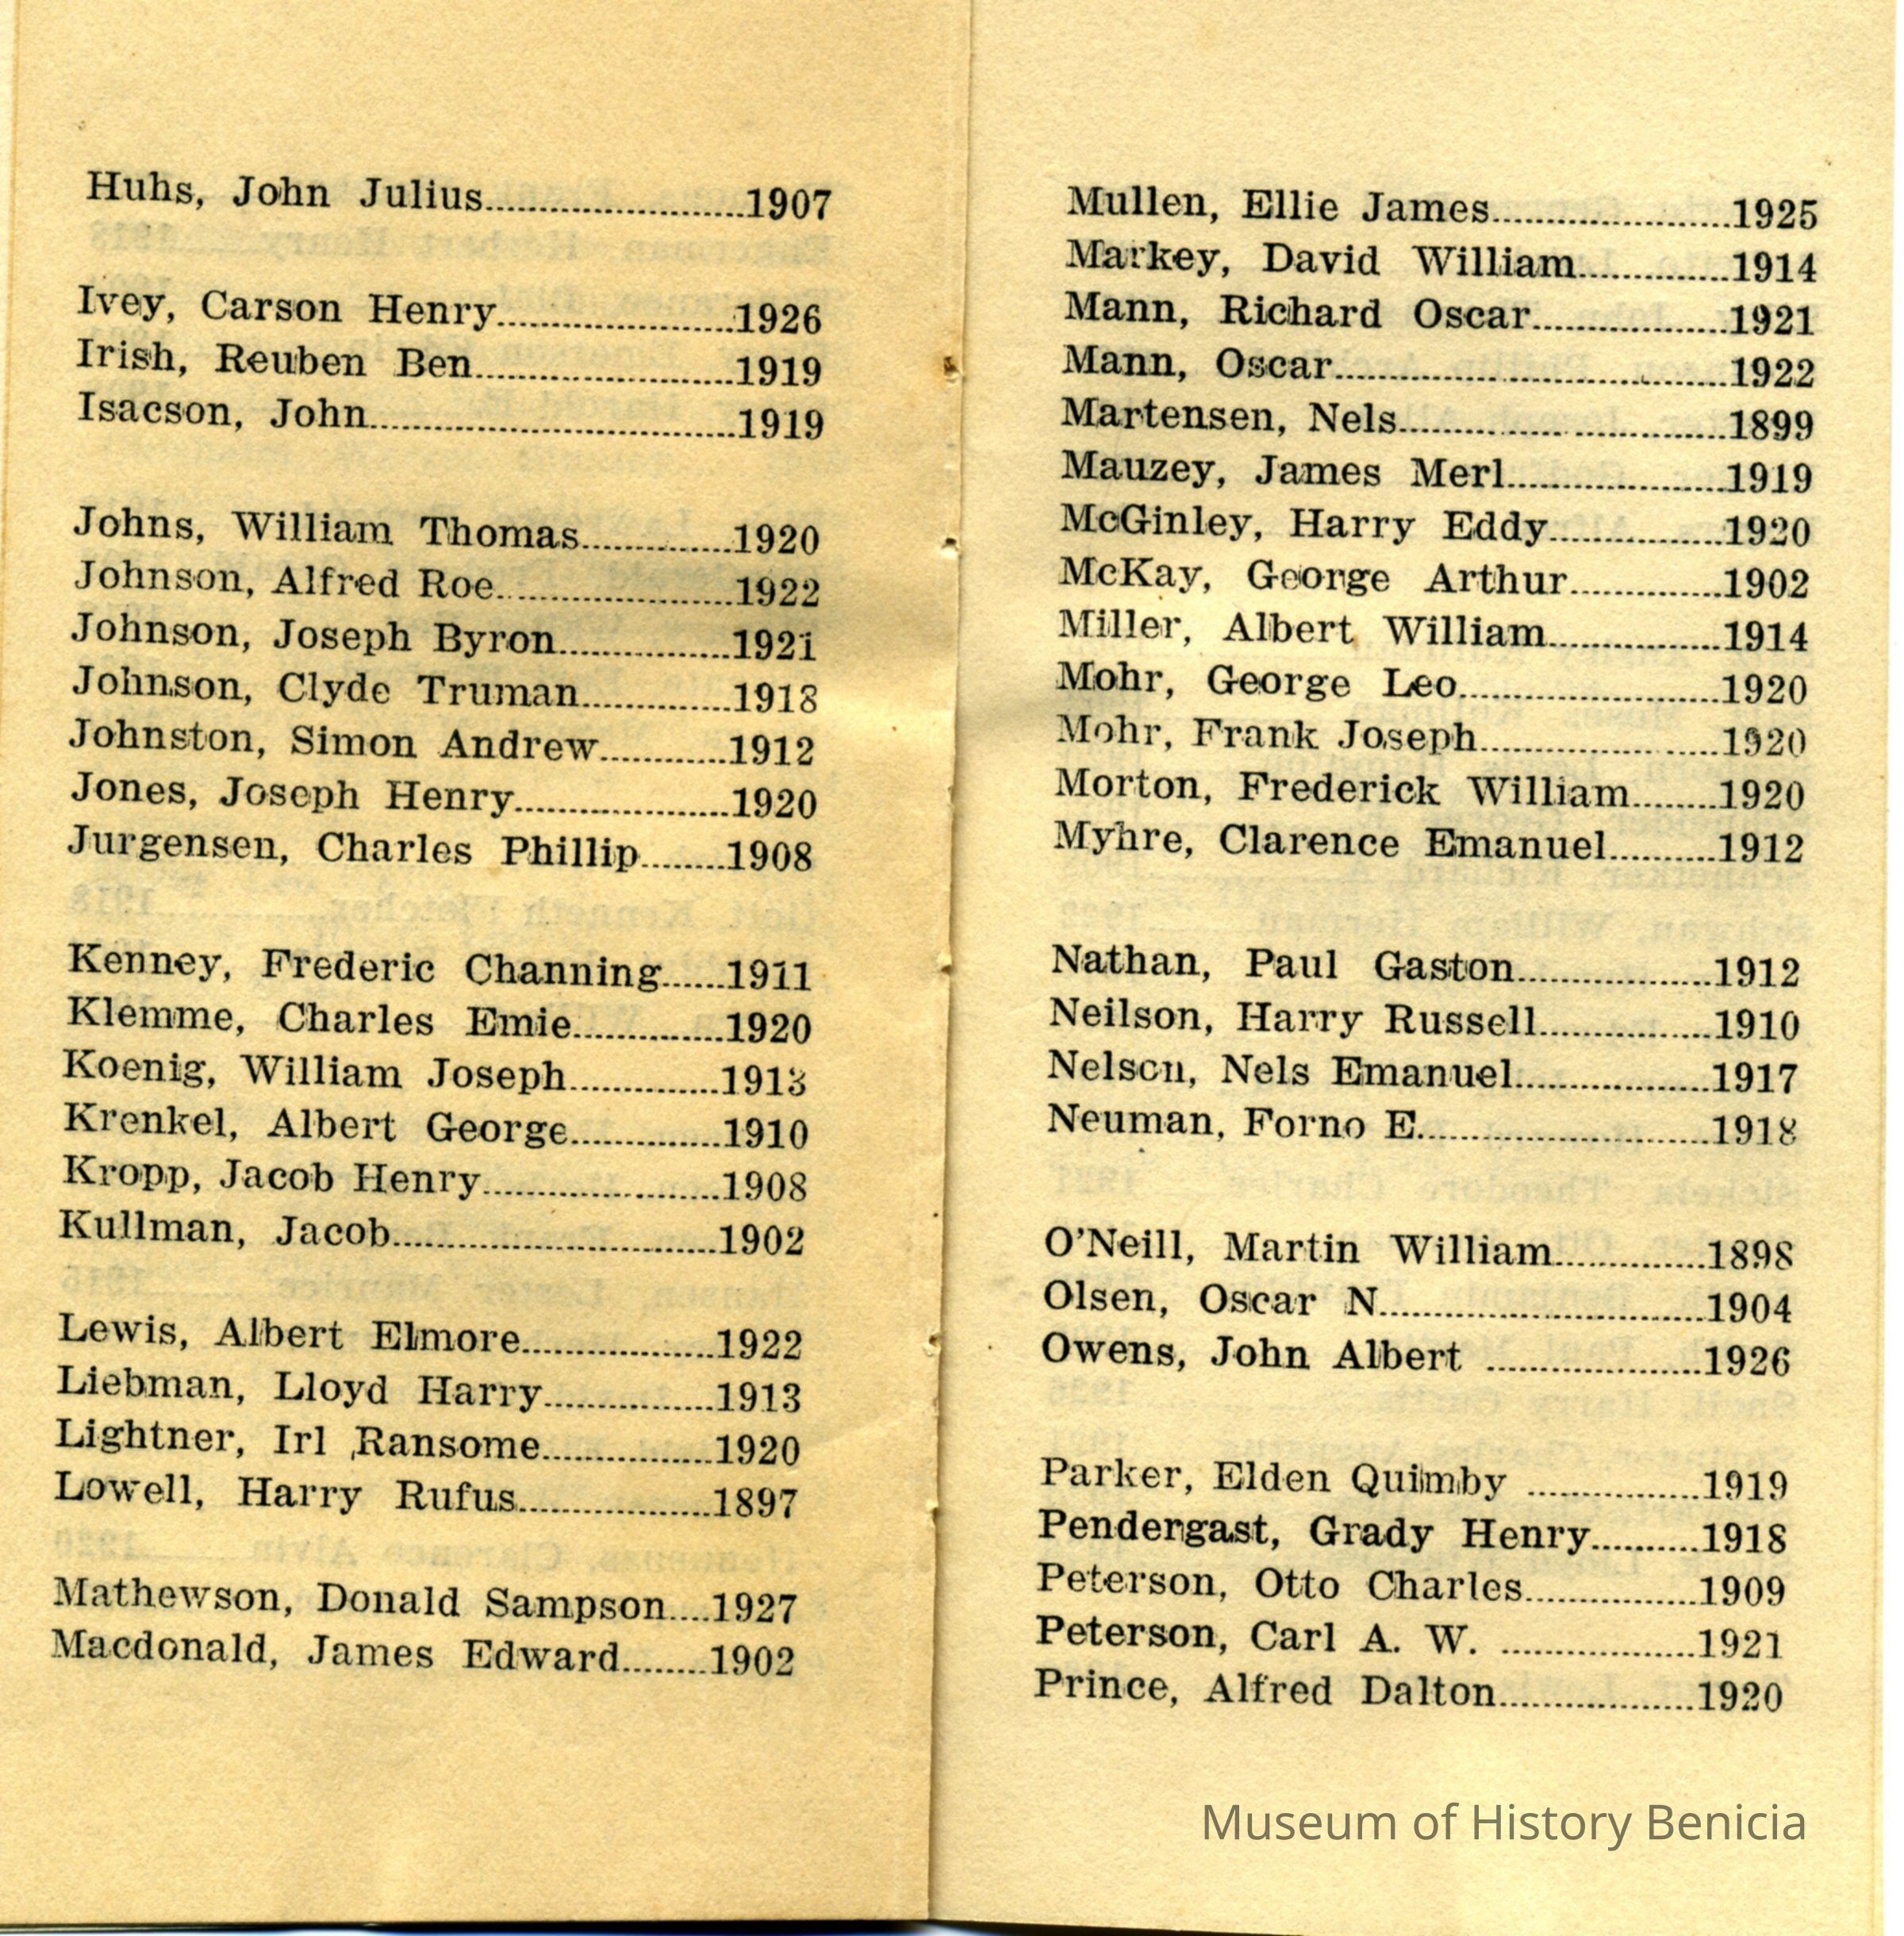 Huhs, John Julius........................1907
Ivey, Carson Henry......................1926
Irish, Reuben Ben........................1919
Isacson, John..................................1919
Johns, William Thomas..............1920
Johnson, Alfred Roe......................1922
Johnson, Joseph Byron................1921
Johnson, Clyde Truman..............1918
Johnston, Simon Andrew............1912
Jones, Joseph Henry....................1920
Jurgensen, Charles Phillip........1908
Kenney, Frederic Channing......1911
Klemme, Charles Emie..............1920
Koenig, William Joseph..............1913
Krenkel, Albert George..............1910
Kropp, Jacob Henry......................1908
Kullman, Jacob..............................1902
Lewis, Albert Elmore..................1922
Liebman, Lloyd Harry................1913
Lightner, Irl Ransome................1920
Lowell, Harry Rufus..................1897
Mathewson, Donald Sampson....1927
Macdonald, James Edward........1902
Mullen, Ellie James......................1925
Markey, David William..............1914
Mann, Richard Oscar..................1921
Mann, Oscar....................................1922
Martensen, Nels..............................1899
Mauzey, James Merl....................1919
McGinley, Harry Eddy................1920
McKay, George Arthur..............1902
Miller, Albert William................1914
Mohr, George Leo........................1920
Mohr, Frank Joseph......................1920
Morton, Frederick William........1920
Myhre, Clarence Emanuel..........1912
Nathan, Paul Gaston..................1912
Neilson, Harry Russell................1910
Nelson, Nels Emanuel..................1917
Neuman, Forno E..........................1918
O'Neill, Martin William..............1898
Olsen, Oscar N..............................1904
Owens, John Albert ....................1926
Parker, Elden Quimby ................1919
Pendergast, Grady Henry..........1918
Peterson, Otto Charles................1909
Peterson, Carl A. W. ..................1921
Prince, Alfred Dalton..................1920
Museum of History Benicia